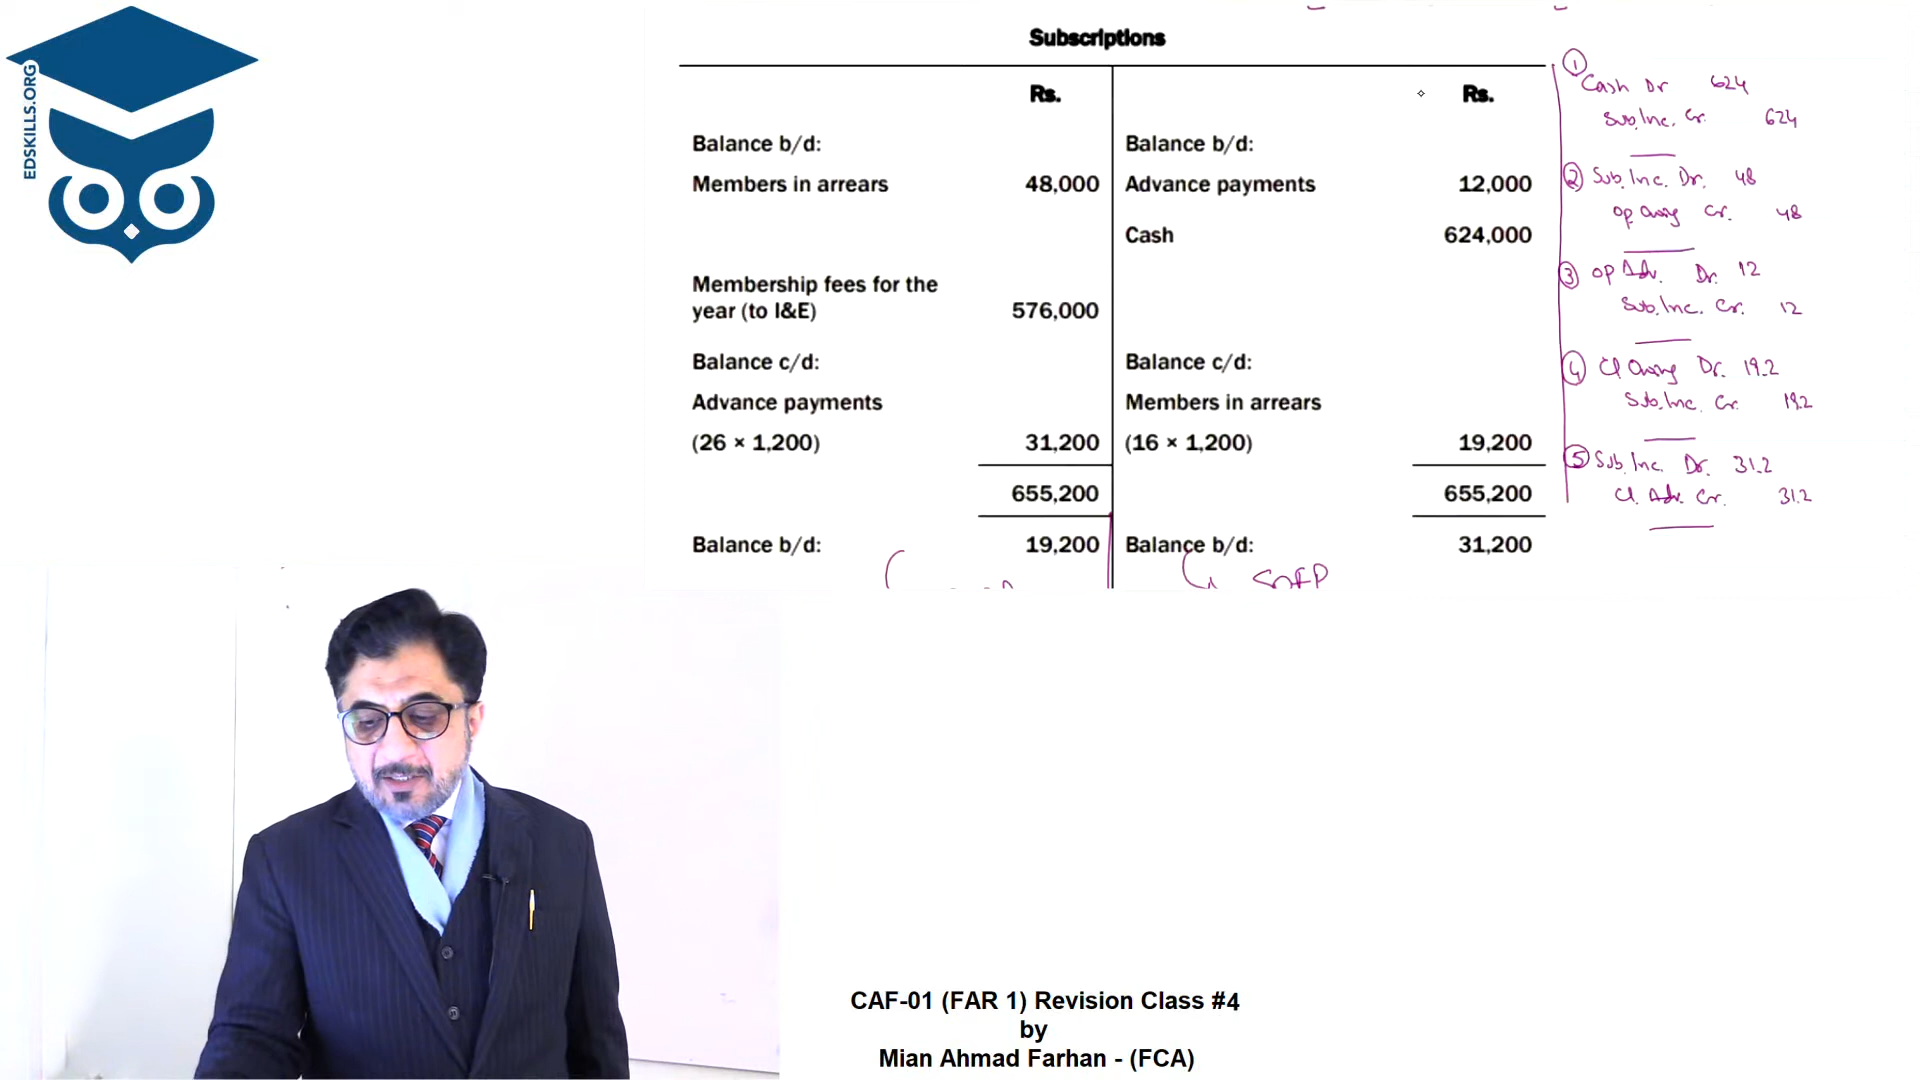 EDSKILLS.ORG
Subscriptions
Rs. Rs.
Balance b/d: Balance b/d:
Members in arrears 48,000 Advance payments 12,000
Cash 624,000
Membership fees for the
year (to I&E) 576,000
Balance c/d: Balance c/d:
Advance payments Members in arrears
(26 × 1,200) 31,200 (16 × 1,200) 19,200
655,200 655,200
Balance b/d: 19,200 Balance b/d: 31,200
SOFP
① Cash Dr 624
Sub.Inc. Cr. 624
② Sub.Inc. Dr. 48
Op Cr. 48
③ Op Adv. Dr. 12
Sub.Inc. Cr. 12
④ Cl Dr. 19.2
Sub.Inc. Cr. 19.2
⑤ Sub.Inc. Dr. 31.2
Cl. Adv. Cr. 31.2
CAF-01 (FAR 1) Revision Class #4
by
Mian Ahmad Farhan - (FCA)